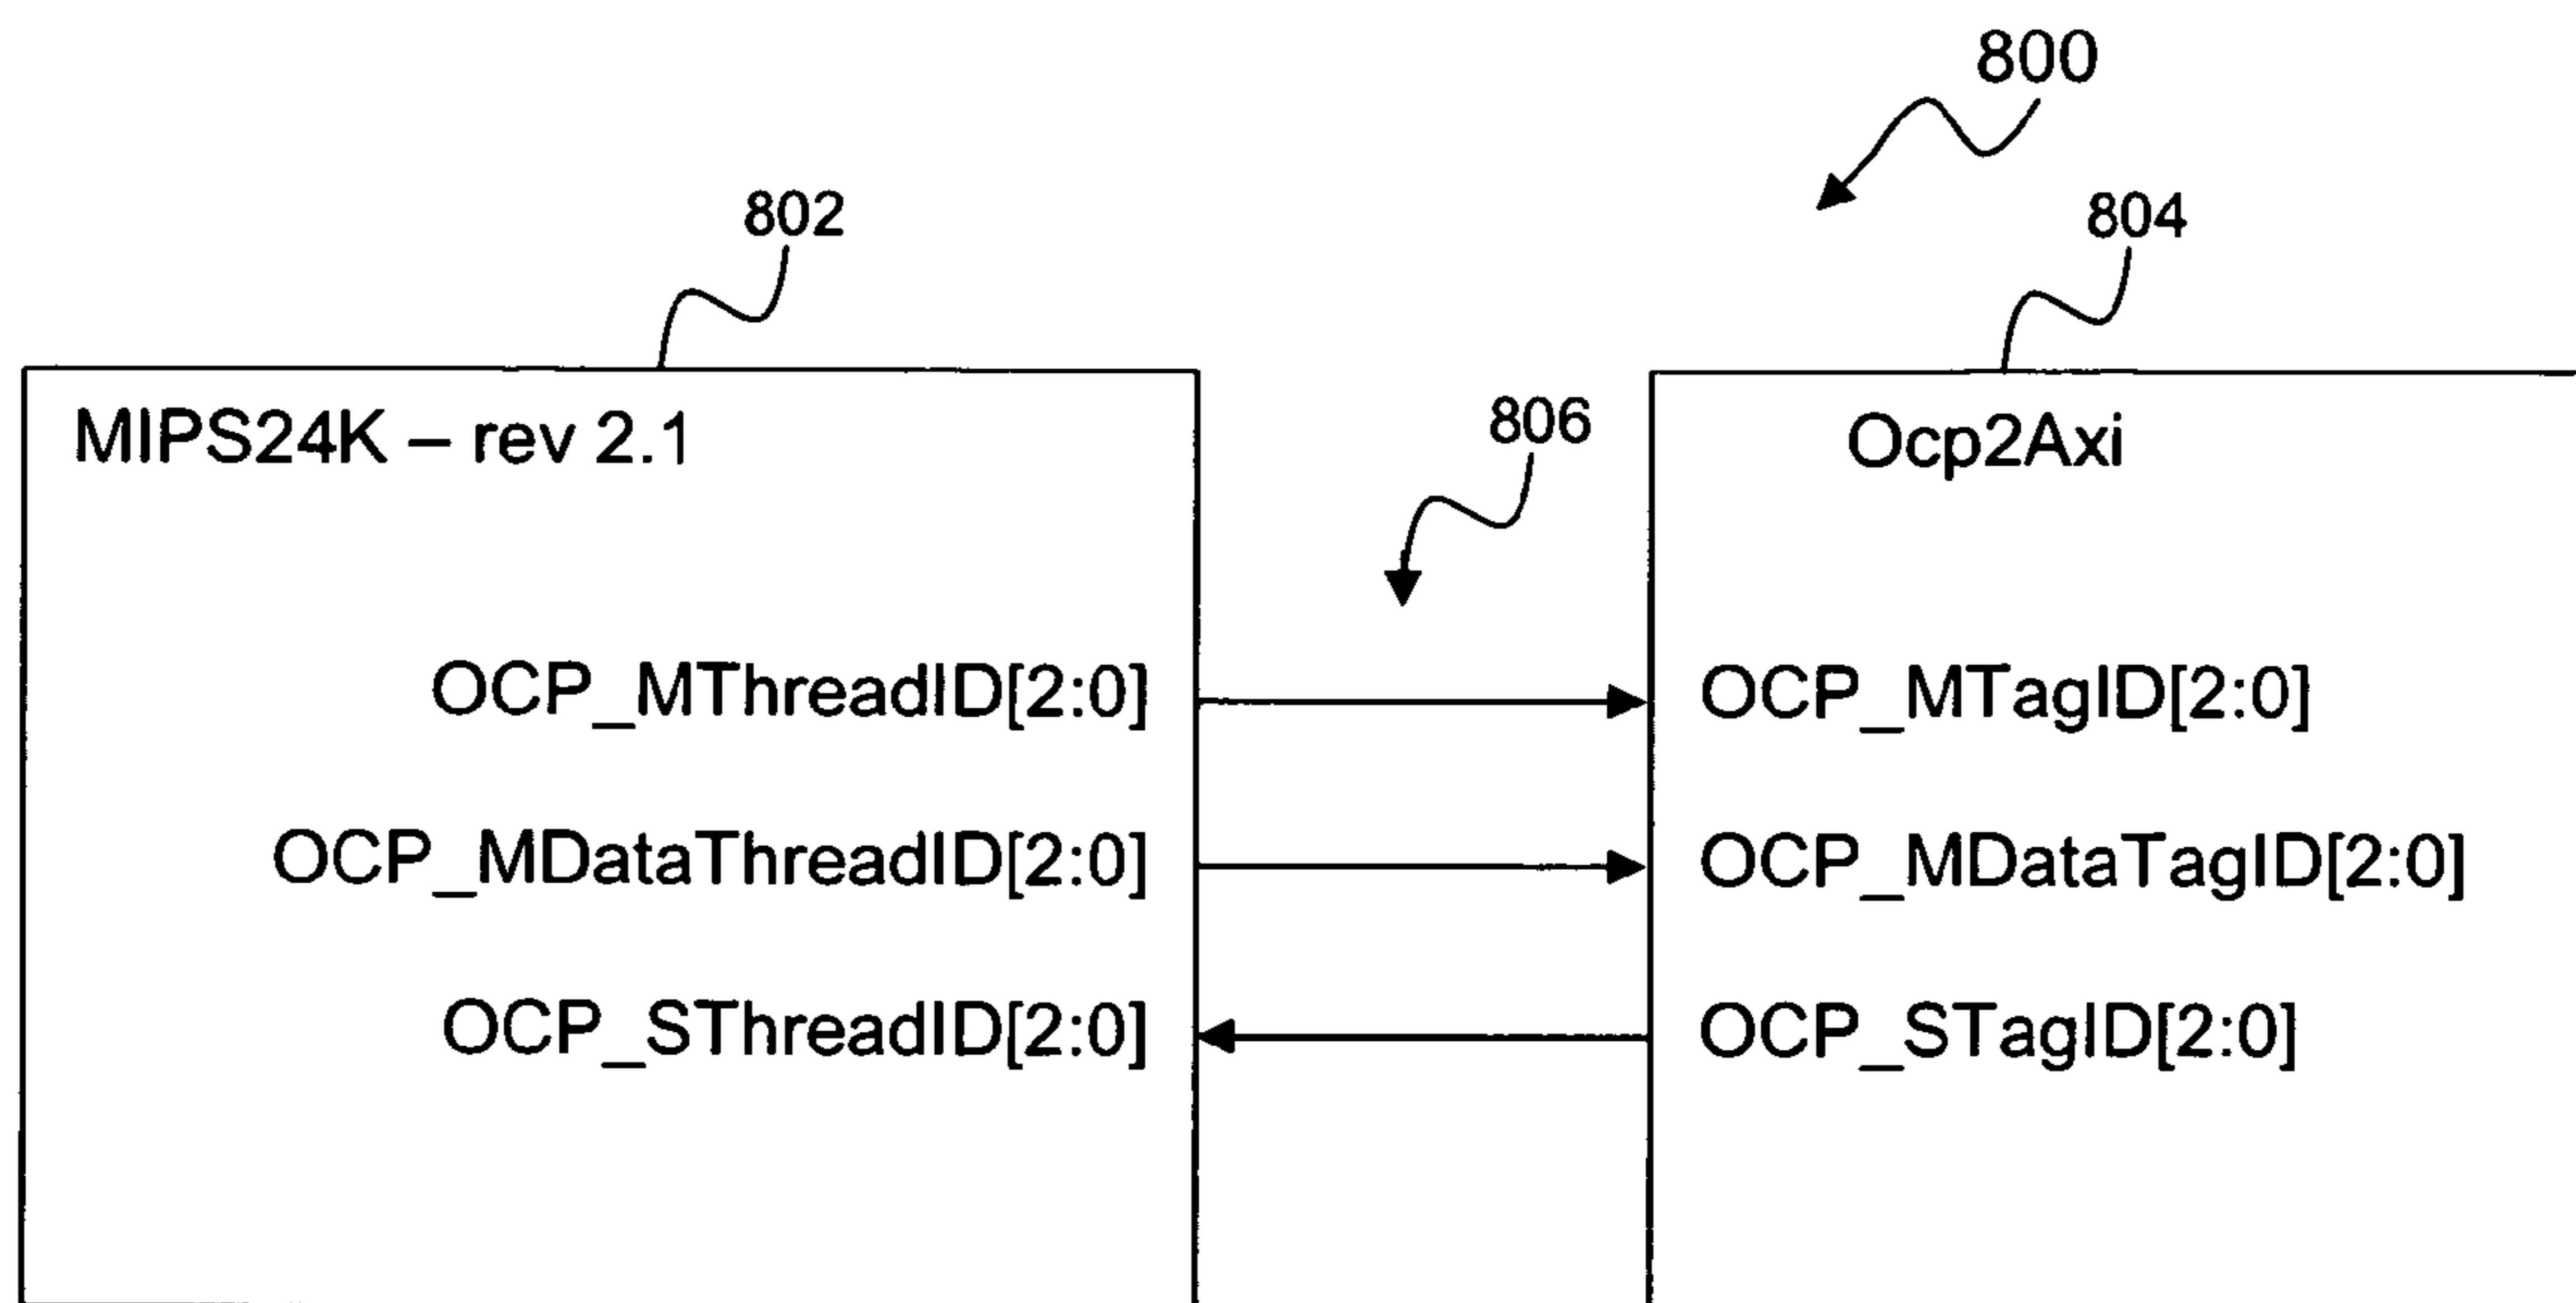 800
802
804
MIPS24K – rev 2.1
806
Ocp2Axi
OCP_MThreadID[2:0]
OCP_MTagID[2:0]
OCP_MDataThreadID[2:0]
OCP_MDataTagID[2:0]
OCP_SThreadID[2:0]
OCP_STagID[2:0]